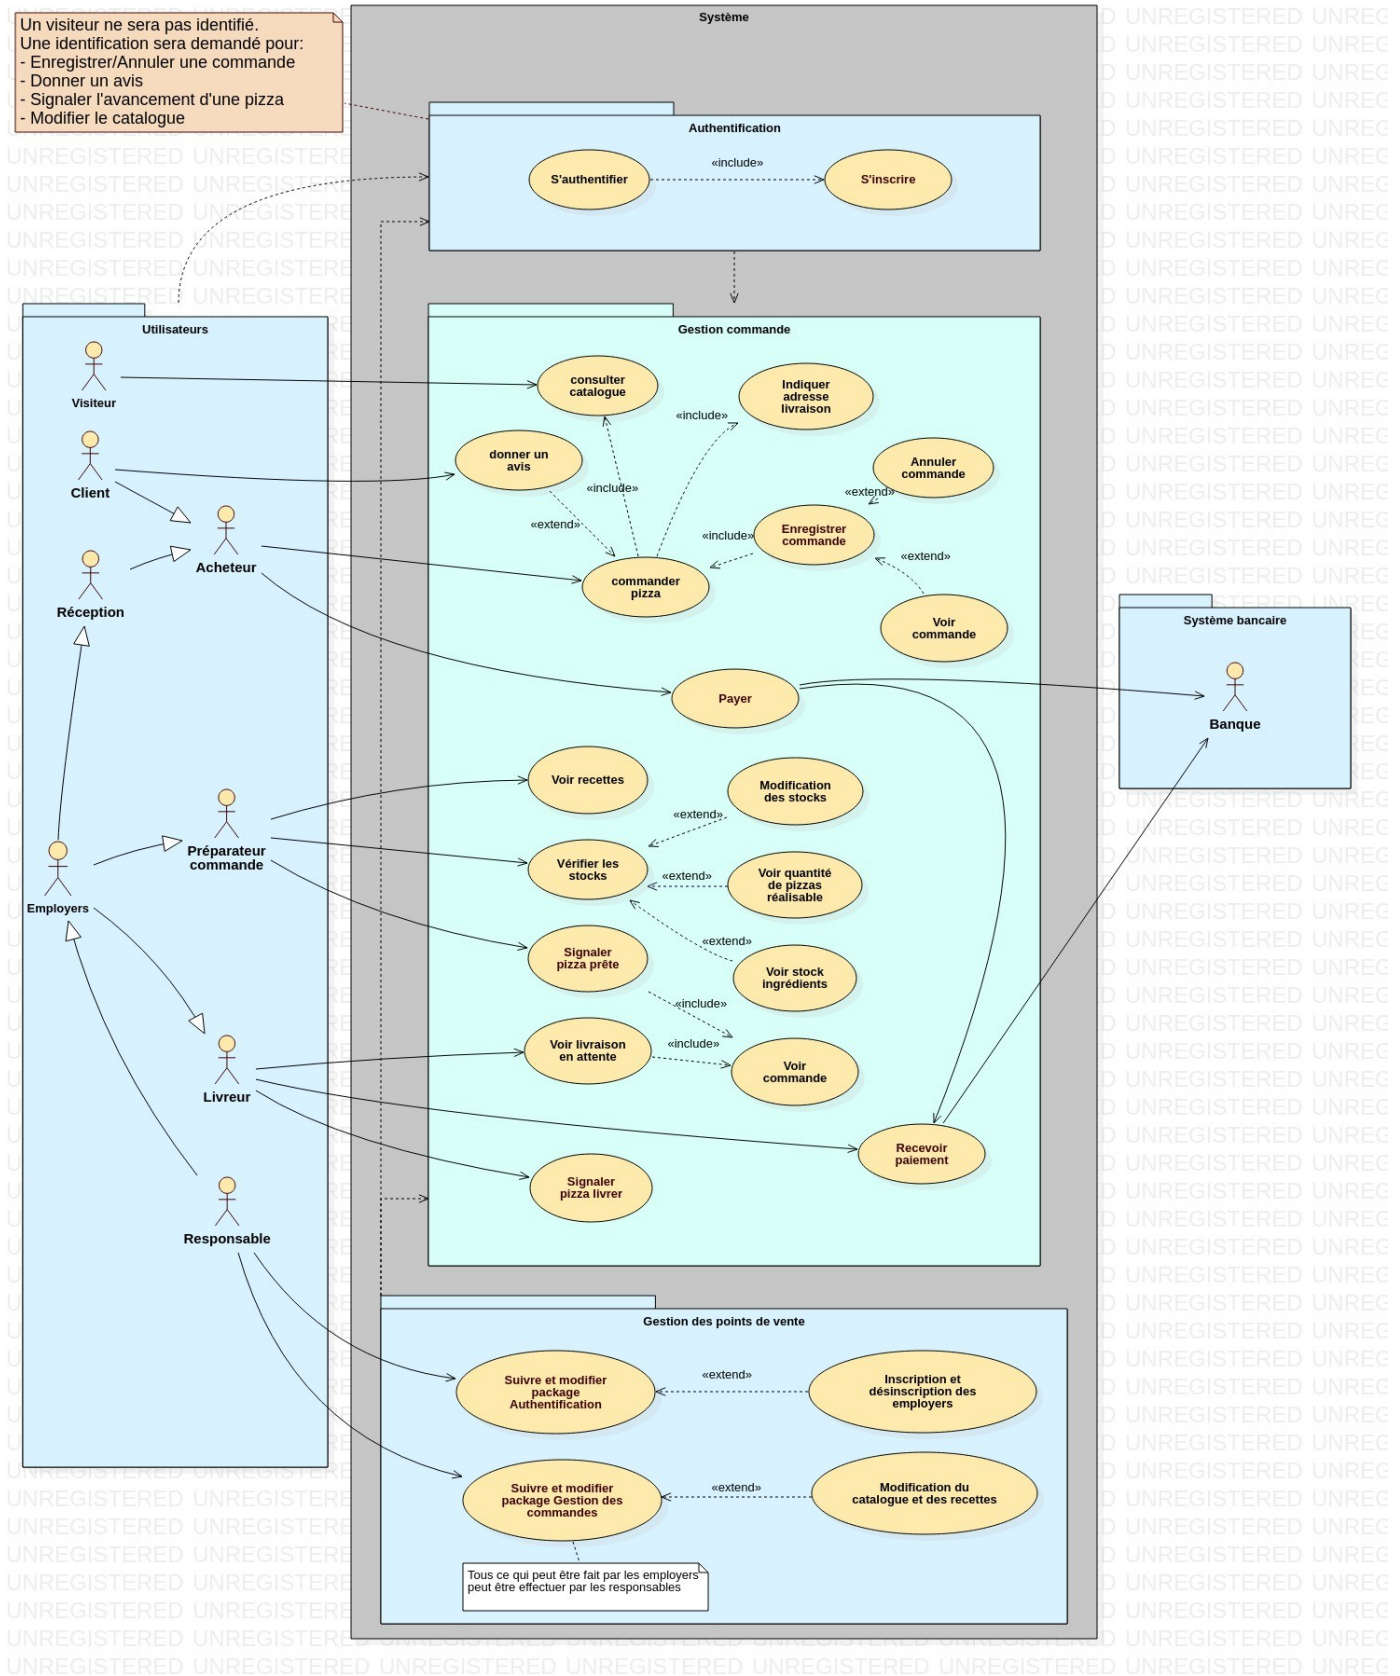 Système
Un visiteur ne sera pas identifié.
Une identification sera demandé pour:
- Enregistrer/Annuler une commande
- Donner un avis
- Signaler l'avancement d'une pizza
- Modifier le catalogue
Authentification
S'authentifier
«include»
S'inscrire
Utilisateurs
Visiteur
Client
Acheteur
Réception
Préparateur
commande
Employers
Livreur
Responsable
Gestion commande
consulter
catalogue
Indiquer
adresse
livraison
«include»
donner un
avis
Annuler
commande
«include»
«extend»
«extend»
Enregistrer
commande
«include»
«extend»
commander
pizza
Voir
commande
Payer
Système bancaire
Banque
Voir recettes
Modification
des stocks
«extend»
Vérifier les
stocks
«extend»
Voir quantité
de pizzas
réalisable
«extend»
Signaler
pizza prête
Voir stock
ingrédients
«include»
Voir livraison
en attente
«include»
Voir
commande
Recevoir
paiement
Signaler
pizza livrer
Gestion des points de vente
Suivre et modifier
package
Authentification
«extend»
Inscription et
désinscription des
employers
Suivre et modifier
package Gestion des
commandes
«extend»
Modification du
catalogue et des recettes
Tous ce qui peut être fait par les employers
peut être effectuer par les responsables
UNREGISTERED UNREGISTERED UNREGISTERED UNREGISTERED UNREGISTERED UNREGISTERED UNREGISTERED